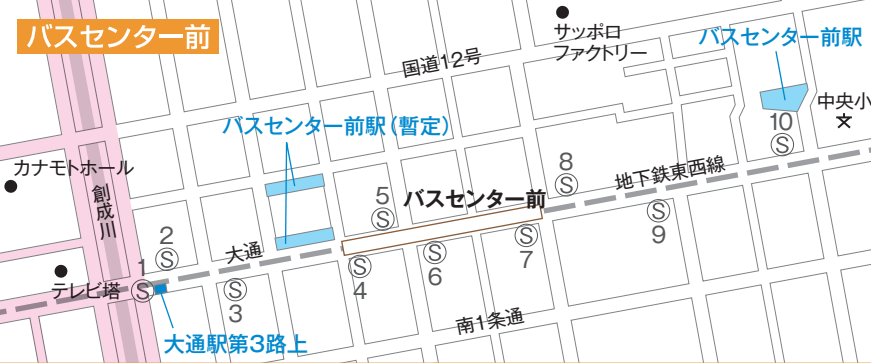 バスセンター前
サッポロ
ファクトリー
国道12号
バスセンター前駅
中央小
バスセンター前駅(暫定)
カナモトホール
創成川
10
Ⓢ
8
Ⓢ
地下鉄東西線
5
Ⓢ
バスセンター前
Ⓢ
9
2
Ⓢ
大通
Ⓢ
7
Ⓢ
6
Ⓢ
4
1
Ⓢ
テレビ塔
Ⓢ
3
南1条通
大通駅第3路上